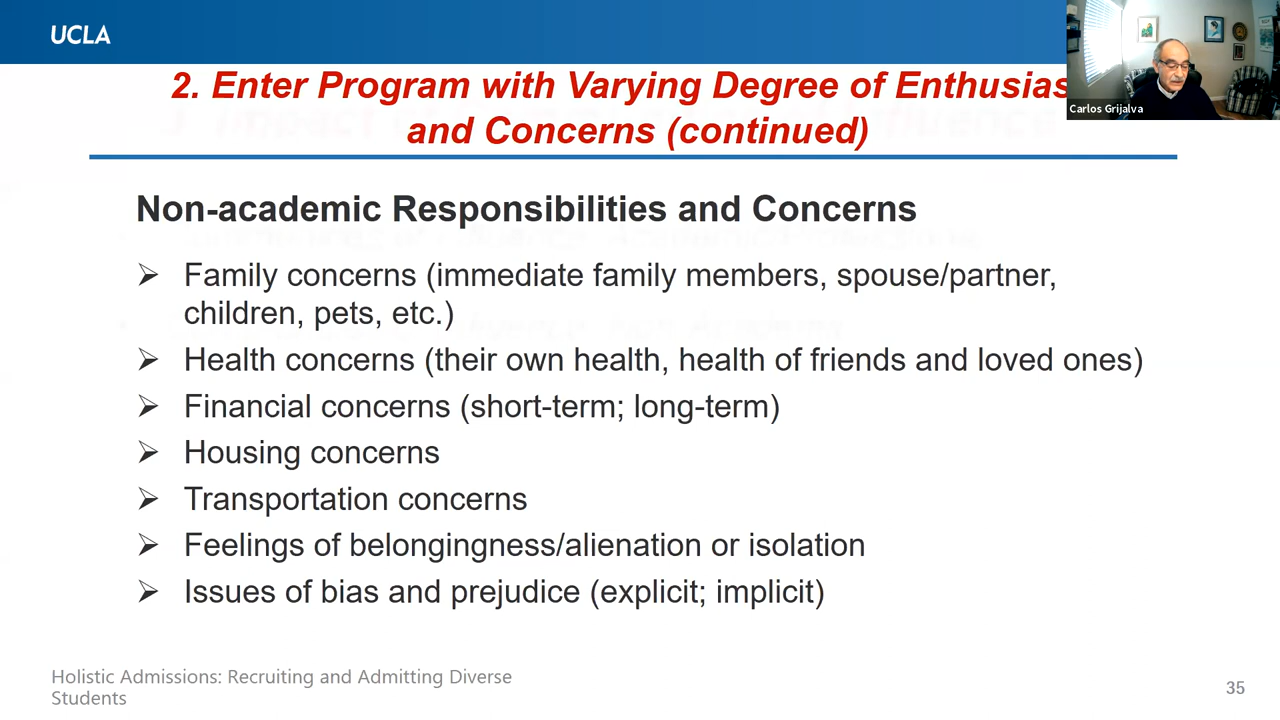 UCLA
2. Enter Program with Varying Degree of Enthusias
and Concerns (continued)
Carlos Grijalva
Non-academic Responsibilities and Concerns
➢ Family concerns (immediate family members, spouse/partner,
children, pets, etc.)
➢ Health concerns (their own health, health of friends and loved ones)
➢ Financial concerns (short-term; long-term)
➢ Housing concerns
➢ Transportation concerns
➢ Feelings of belongingness/alienation or isolation
➢ Issues of bias and prejudice (explicit; implicit)
Holistic Admissions: Recruiting and Admitting Diverse
Students
35